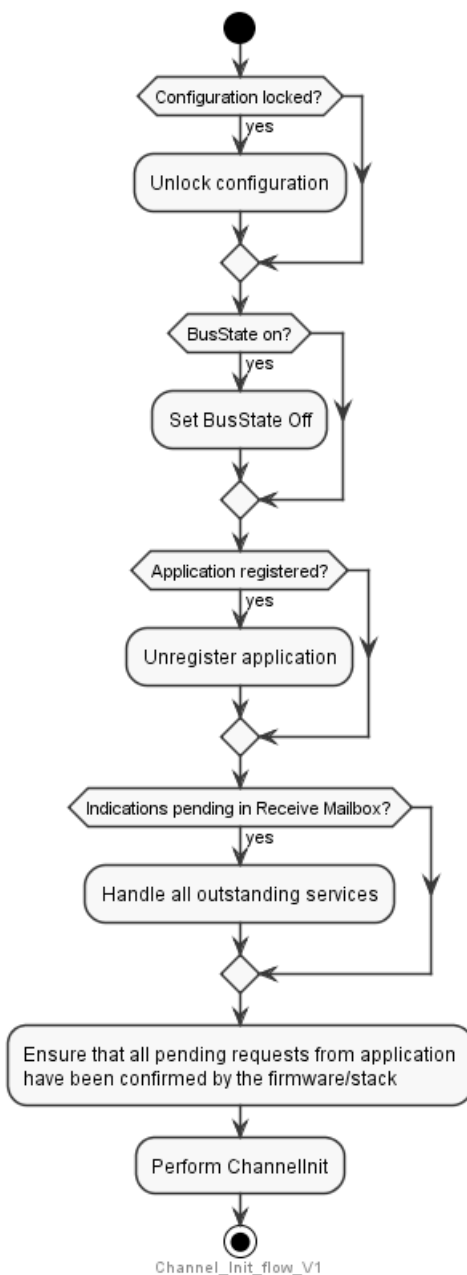 Configuration locked?
yes
Unlock configuration
BusState on?
yes
Set BusState Off
Application registered?
yes
Unregister application
Indications pending in Receive Mailbox?
yes
Handle all outstanding services
Ensure that all pending requests from application
have been confirmed by the firmware/stack
Perform ChannelInit
Channel_Init_flow_V1